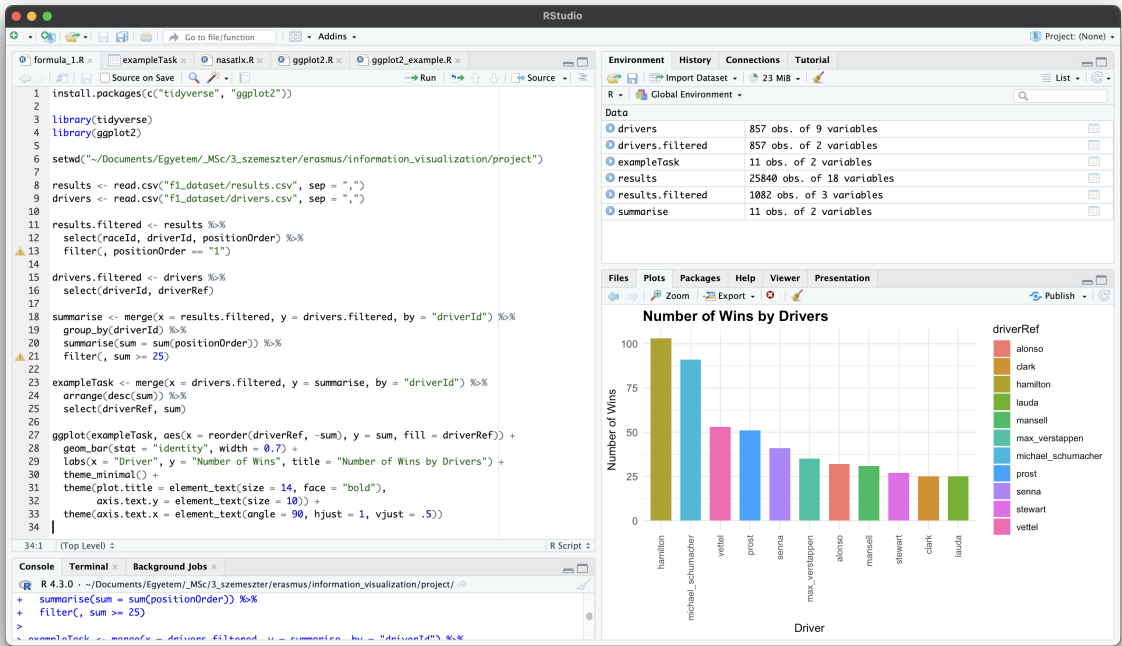 RStudio
Go to file/function
Addins
Project: (None)
formula_1.R × exampleTask × nasatlx.R × ggplot2.R × ggplot2_example.R ×
Source on Save Run Source
1 install.packages(c("tidyverse", "ggplot2"))
2
3 library(tidyverse)
4 library(ggplot2)
5
6 setwd("~/Documents/Egyetem/_MSc/3_szemeszter/erasmus/information_visualization/project")
7
8 results <- read.csv("f1_dataset/results.csv", sep = ",")
9 drivers <- read.csv("f1_dataset/drivers.csv", sep = ",")
10
11 results.filtered <- results %>%
12 select(raceId, driverId, positionOrder) %>%
13 filter(, positionOrder == "1")
14
15 drivers.filtered <- drivers %>%
16 select(driverId, driverRef)
17
18 summarise <- merge(x = results.filtered, y = drivers.filtered, by = "driverId") %>%
19 group_by(driverId) %>%
20 summarise(sum = sum(positionOrder)) %>%
21 filter(, sum >= 25)
22
23 exampleTask <- merge(x = drivers.filtered, y = summarise, by = "driverId") %>%
24 arrange(desc(sum)) %>%
25 select(driverRef, sum)
26
27 ggplot(exampleTask, aes(x = reorder(driverRef, -sum), y = sum, fill = driverRef)) +
28 geom_bar(stat = "identity", width = 0.7) +
29 labs(x = "Driver", y = "Number of Wins", title = "Number of Wins by Drivers") +
30 theme_minimal() +
31 theme(plot.title = element_text(size = 14, face = "bold"),
32 axis.text.y = element_text(size = 10)) +
33 theme(axis.text.x = element_text(angle = 90, hjust = 1, vjust = .5))
34
34:1 (Top Level) R Script
Console Terminal × Background Jobs ×
R 4.3.0 · ~/Documents/Egyetem/_MSc/3_szemeszter/erasmus/information_visualization/project/
+ summarise(sum = sum(positionOrder)) %>%
+ filter(, sum >= 25)
>
> exampleTask <- merge(x = drivers.filtered, y = summarise, by = "driverId") %>%
Environment History Connections Tutorial
Import Dataset 23 MiB List
R Global Environment
Data
drivers 857 obs. of 9 variables
drivers.filtered 857 obs. of 2 variables
exampleTask 11 obs. of 2 variables
results 25840 obs. of 18 variables
results.filtered 1082 obs. of 3 variables
summarise 11 obs. of 2 variables
Files Plots Packages Help Viewer Presentation
Zoom Export Publish
Number of Wins by Drivers
Number of Wins
100
75
50
25
0
hamilton
michael_schumacher
vettel
prost
senna
max_verstappen
alonso
mansell
stewart
clark
lauda
Driver
driverRef
alonso
clark
hamilton
lauda
mansell
max_verstappen
michael_schumacher
prost
senna
stewart
vettel